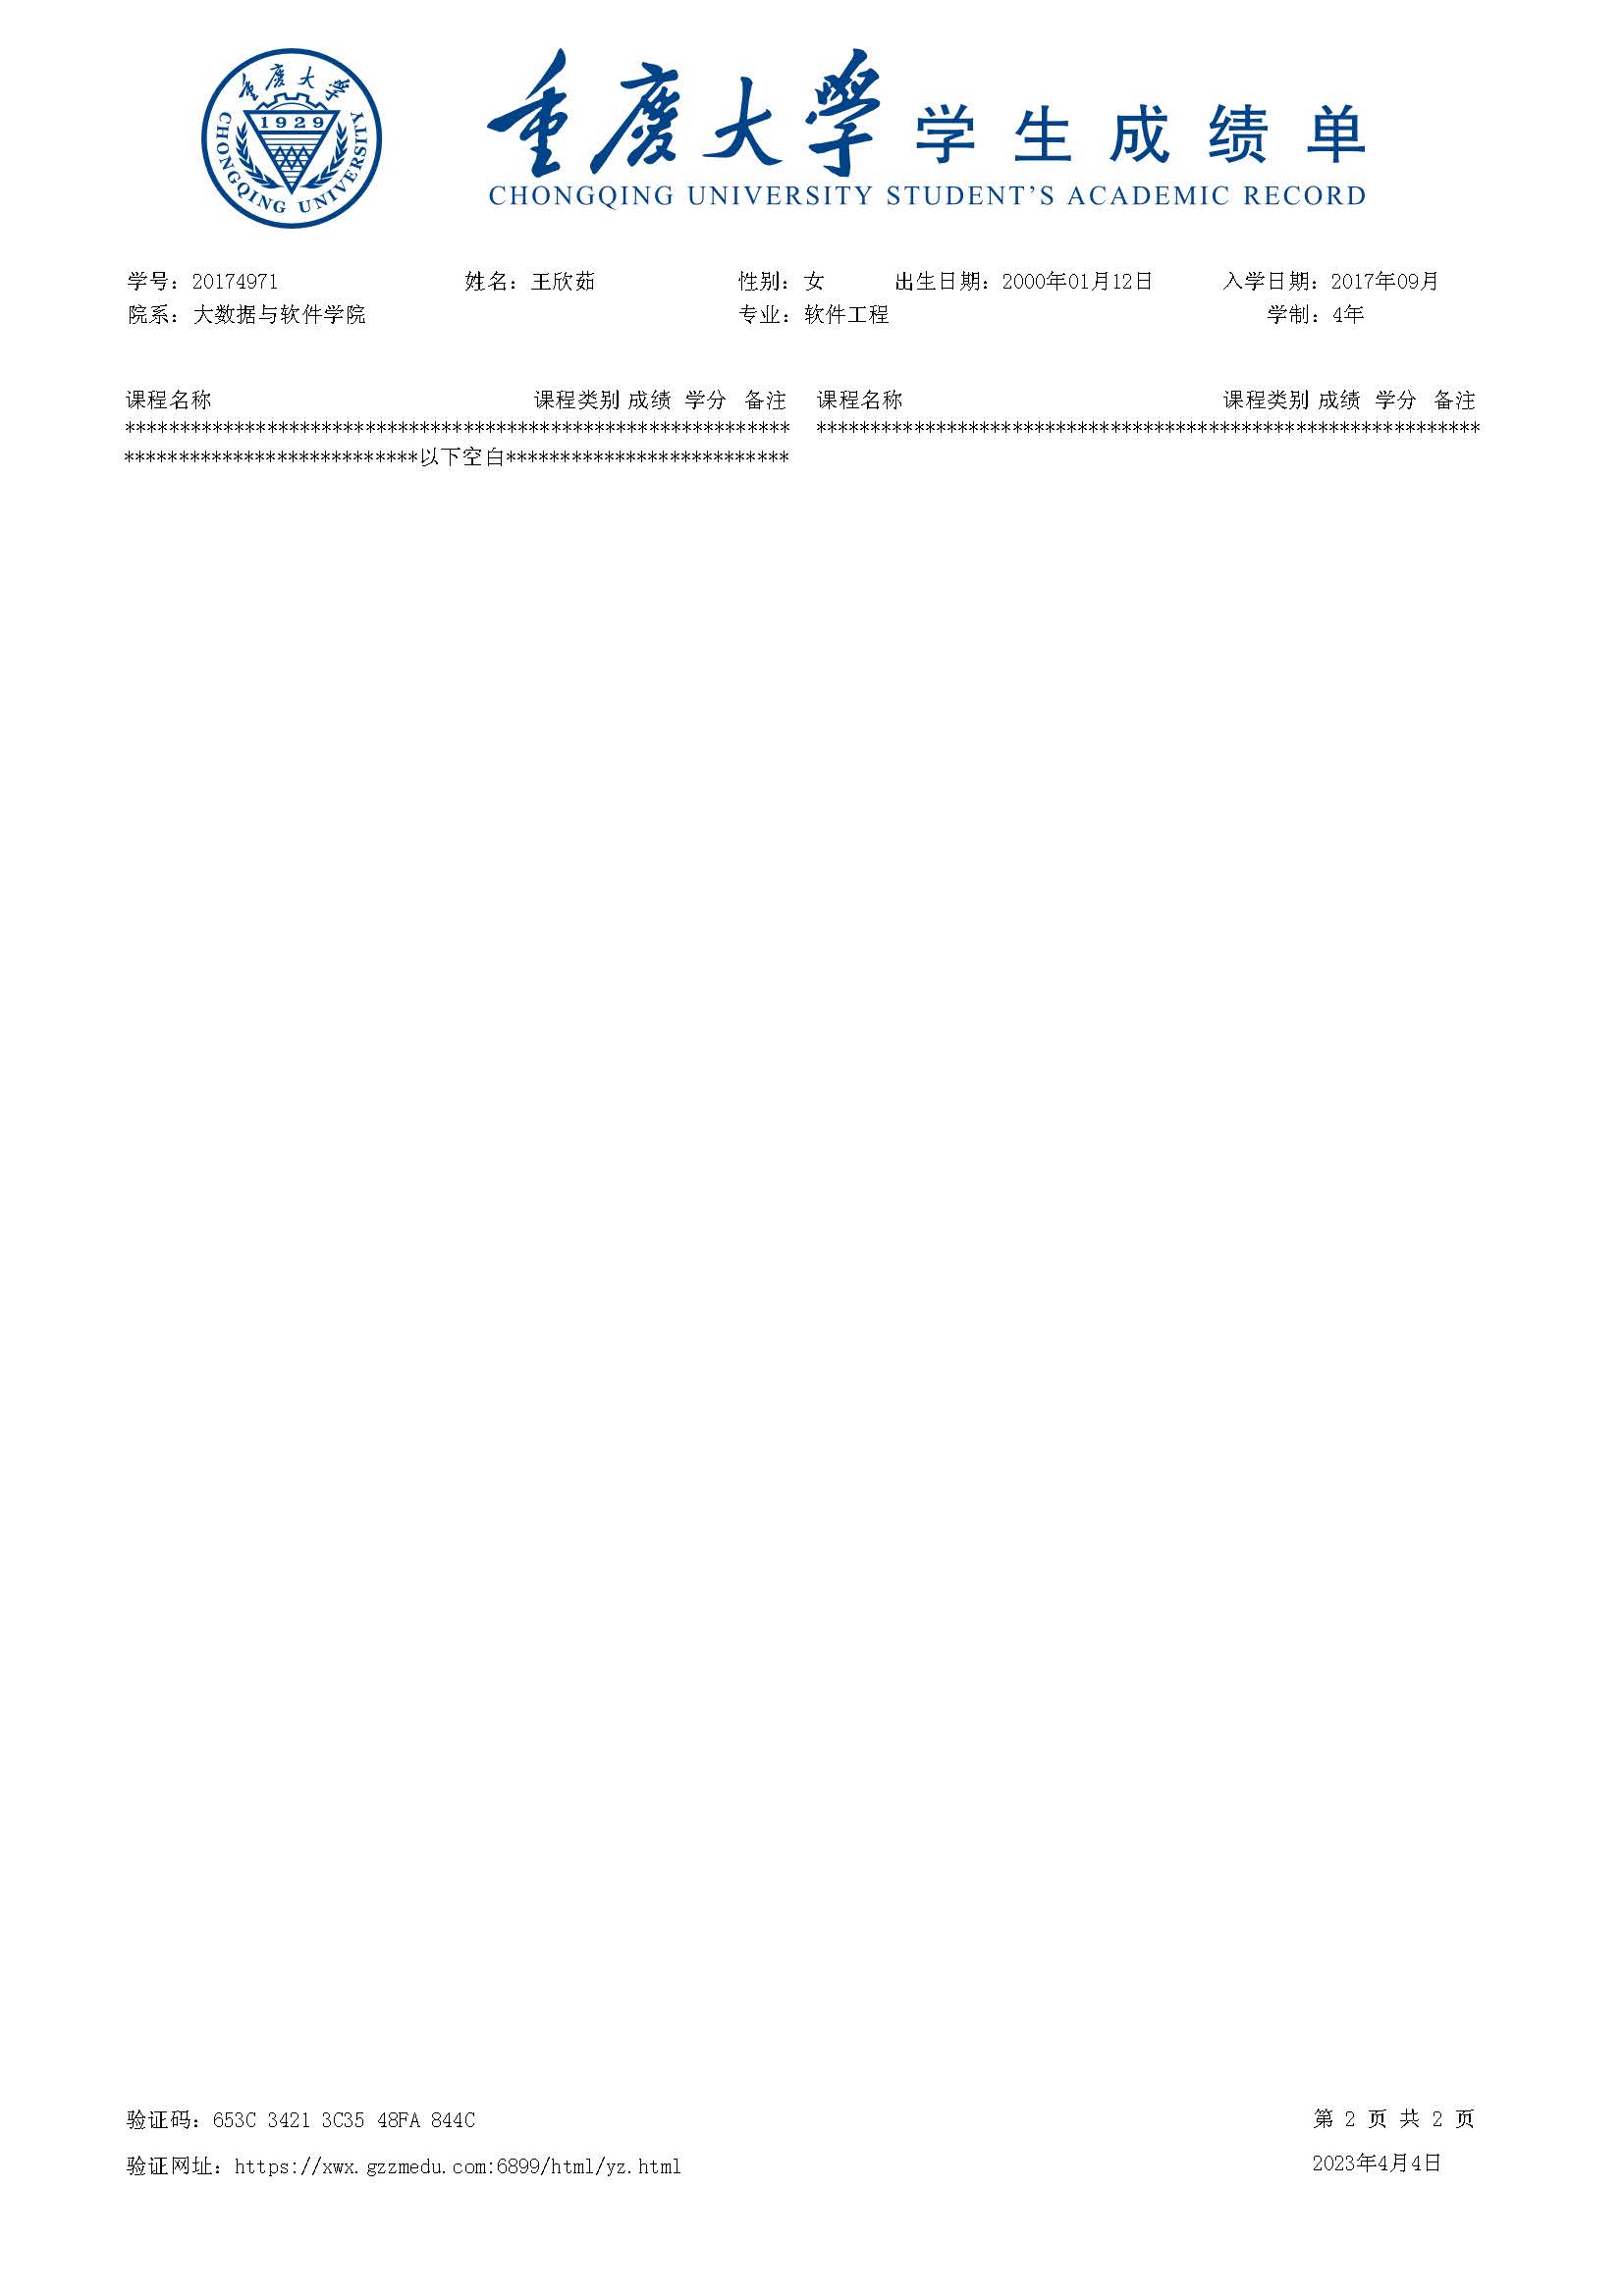 重庆大学
1929
CHONGQING UNIVERSITY
重慶大學 学生成绩单
CHONGQING UNIVERSITY STUDENT'S ACADEMIC RECORD
学号：20174971 姓名：王欣茹 性别：女 出生日期：2000年01月12日 入学日期：2017年09月
院系：大数据与软件学院 专业：软件工程 学制：4年
课程名称 课程类别 成绩 学分 备注 课程名称 课程类别 成绩 学分 备注
************************************************************* *************************************************************
***************************以下空白**************************
验证码：653C 3421 3C35 48FA 844C 第 2 页 共 2 页
验证网址：https://xwx.gzzmedu.com:6899/html/yz.html 2023年4月4日